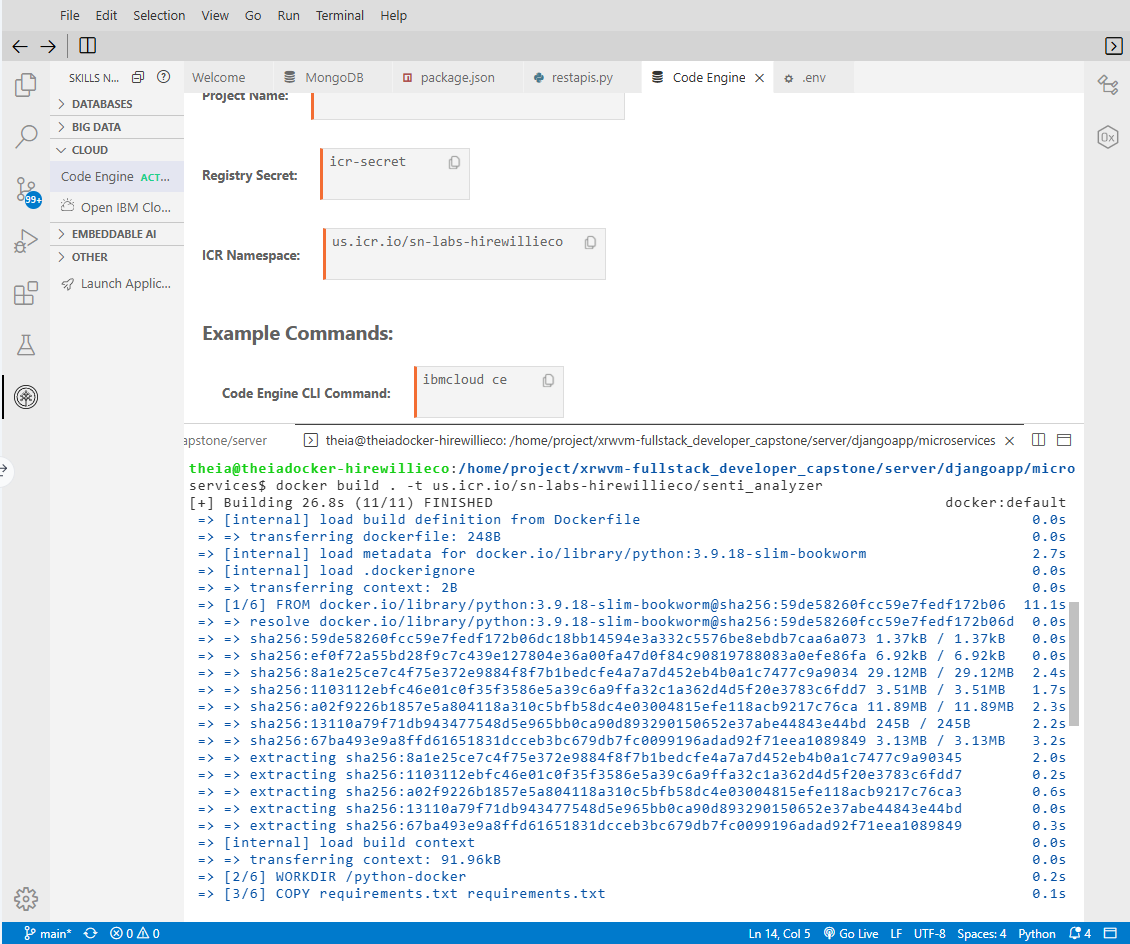 File Edit Selection View Go Run Terminal Help
SKILLS N...
Welcome MongoDB package.json restapis.py Code Engine .env
DATABASES
BIG DATA
CLOUD
Code Engine ACT...
Open IBM Clo...
EMBEDDABLE AI
OTHER
Launch Applic...
99+
0x
Project Name:
Registry Secret: icr-secret
ICR Namespace: us.icr.io/sn-labs-hirewillieco
Example Commands:
Code Engine CLI Command: ibmcloud ce
apstone/server theia@theiadocker-hirewillieco: /home/project/xrwvm-fullstack_developer_capstone/server/djangoapp/microservices
theia@theiadocker-hirewillieco:/home/project/xrwvm-fullstack_developer_capstone/server/djangoapp/micro
services$ docker build . -t us.icr.io/sn-labs-hirewillieco/senti_analyzer
[+] Building 26.8s (11/11) FINISHED docker:default
=> [internal] load build definition from Dockerfile 0.0s
=> => transferring dockerfile: 248B 0.0s
=> [internal] load metadata for docker.io/library/python:3.9.18-slim-bookworm 2.7s
=> [internal] load .dockerignore 0.0s
=> => transferring context: 2B 0.0s
=> [1/6] FROM docker.io/library/python:3.9.18-slim-bookworm@sha256:59de58260fcc59e7fedf172b06 11.1s
=> => resolve docker.io/library/python:3.9.18-slim-bookworm@sha256:59de58260fcc59e7fedf172b06d 0.0s
=> => sha256:59de58260fcc59e7fedf172b06dc18bb14594e3a332c5576be8ebdb7caa6a073 1.37kB / 1.37kB 0.0s
=> => sha256:ef0f72a55bd28f9c7c439e127804e36a00fa47d0f84c90819788083a0efe86fa 6.92kB / 6.92kB 0.0s
=> => sha256:8a1e25ce7c4f75e372e9884f8f7b1bedcfe4a7a7d452eb4b0a1c7477c9a9034 29.12MB / 29.12MB 2.4s
=> => sha256:1103112ebfc46e01c0f35f3586e5a39c6a9ffa32c1a362d4d5f20e3783c6fdd7 3.51MB / 3.51MB 1.7s
=> => sha256:a02f9226b1857e5a804118a310c5bfb58dc4e03004815efe118acb9217c76ca 11.89MB / 11.89MB 2.3s
=> => sha256:13110a79f71db943477548d5e965bb0ca90d893290150652e37abe44843e44bd 245B / 245B 2.2s
=> => sha256:67ba493e9a8ffd61651831dcceb3bc679db7fc0099196adad92f71eea1089849 3.13MB / 3.13MB 3.2s
=> => extracting sha256:8a1e25ce7c4f75e372e9884f8f7b1bedcfe4a7a7d452eb4b0a1c7477c9a90345 2.0s
=> => extracting sha256:1103112ebfc46e01c0f35f3586e5a39c6a9ffa32c1a362d4d5f20e3783c6fdd7 0.2s
=> => extracting sha256:a02f9226b1857e5a804118a310c5bfb58dc4e03004815efe118acb9217c76ca3 0.6s
=> => extracting sha256:13110a79f71db943477548d5e965bb0ca90d893290150652e37abe44843e44bd 0.0s
=> => extracting sha256:67ba493e9a8ffd61651831dcceb3bc679db7fc0099196adad92f71eea1089849 0.3s
=> [internal] load build context 0.0s
=> => transferring context: 91.96kB 0.0s
=> [2/6] WORKDIR /python-docker 0.2s
=> [3/6] COPY requirements.txt requirements.txt 0.1s
main* 0 0 Ln 14, Col 5 Go Live LF UTF-8 Spaces: 4 Python 4